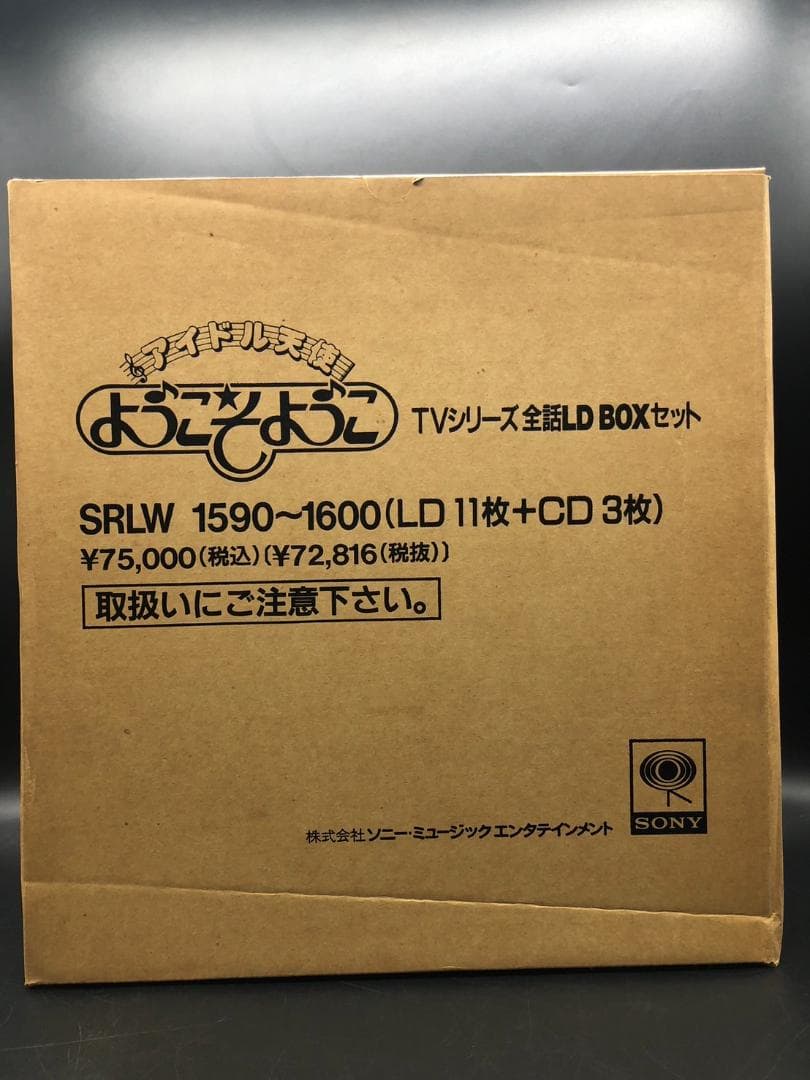 アイドル天使
ようこそようこ
TVシリーズ全話LD BOXセット
SRLW 1590～1600(LD 11枚+CD 3枚)
¥75,000(税込)〔¥72,816(税抜)〕
取扱いにご注意下さい。
株式会社 ソニー・ミュージックエンタテインメント
SONY